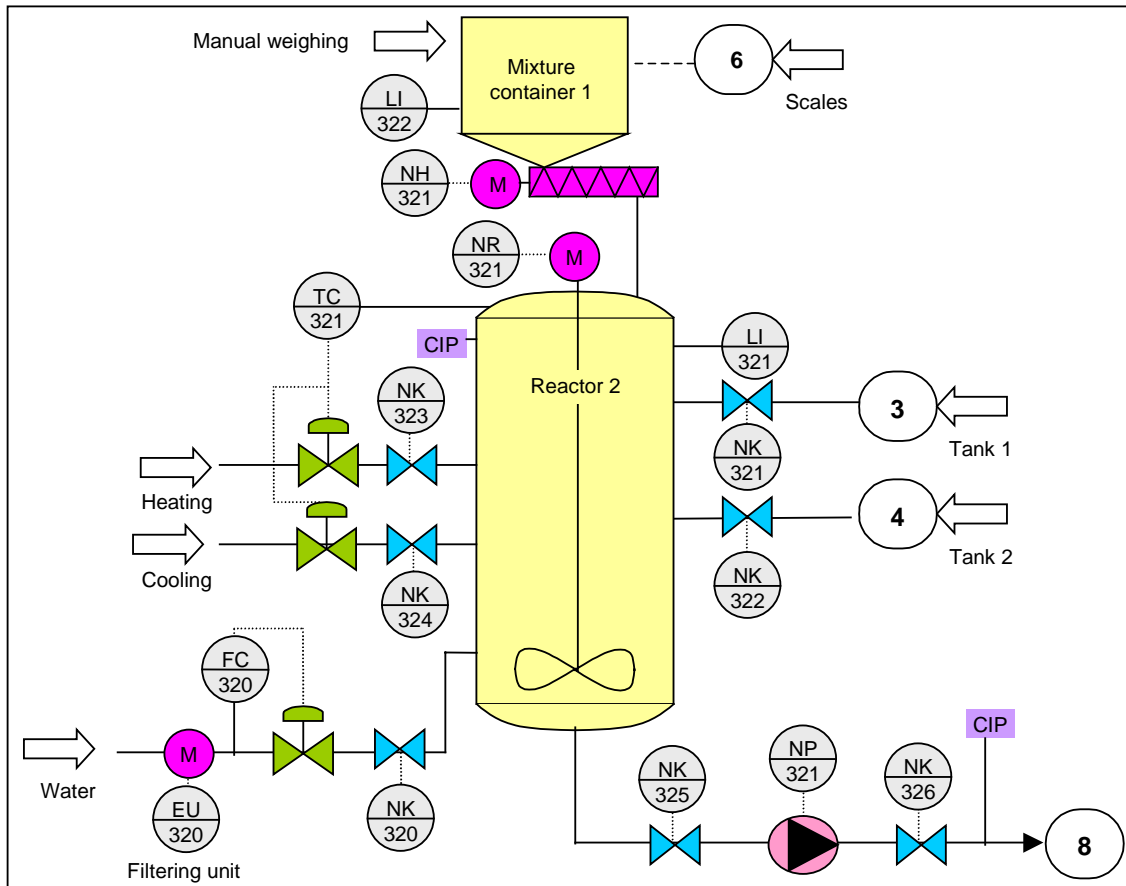 Manual weighing
Mixture
container 1
6
Scales
LI
322
NH
321
M
NR
321
M
TC
321
CIP
LI
321
Reactor 2
NK
323
3
Tank 1
NK
321
Heating
4
Tank 2
Cooling
NK
324
NK
322
FC
320
CIP
M
Water
NK
325
NP
321
NK
326
EU
320
NK
320
8
Filtering unit